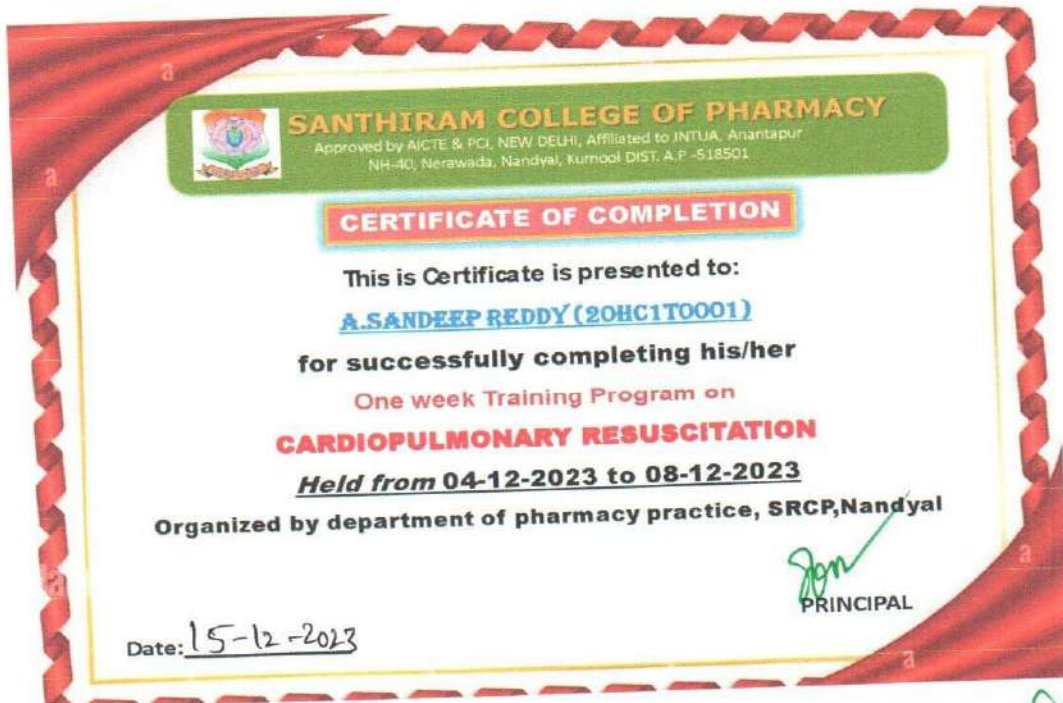 SANTHIRAM COLLEGE OF PHARMACY
Approved by AICTE & PCI, NEW DELHI, Affiliated to JNTUA, Anantapur
NH-40, Nerawada, Nandyal, Kurnool DIST. A.P -518501
CERTIFICATE OF COMPLETION
This is Certificate is presented to:
A.SANDEEP REDDY (20HC1T0001)
for successfully completing his/her
One week Training Program on
CARDIOPULMONARY RESUSCITATION
Held from 04-12-2023 to 08-12-2023
Organized by department of pharmacy practice, SRCP,Nandyal
PRINCIPAL
Date: 15-12-2023